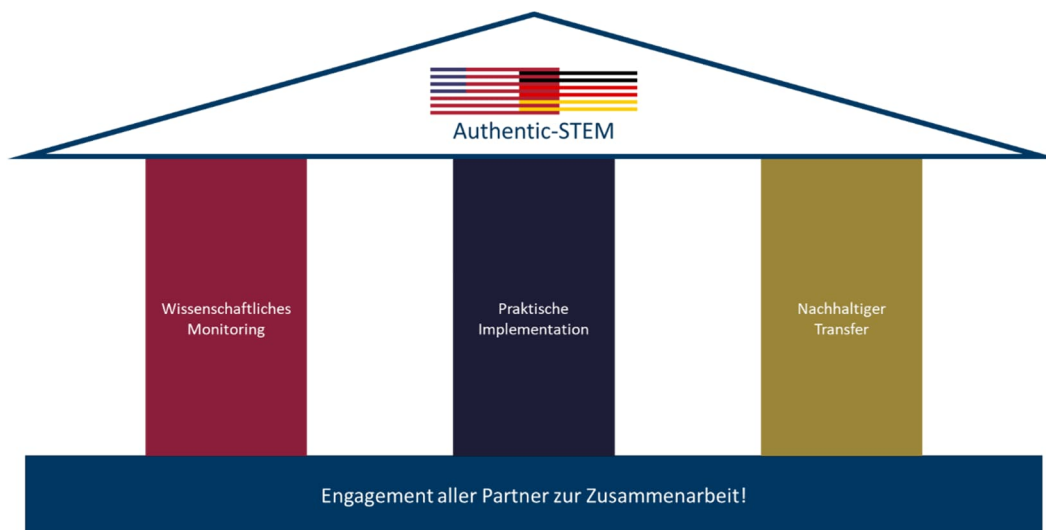 Authentic-STEM
Wissenschaftliches
Monitoring
Praktische
Implementation
Nachhaltiger
Transfer
Engagement aller Partner zur Zusammenarbeit!